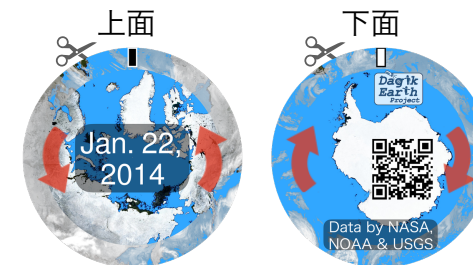 上面
下面
Jan. 22,
2014
Dagik
Earth
Project
Data by NASA,
NOAA & USGS